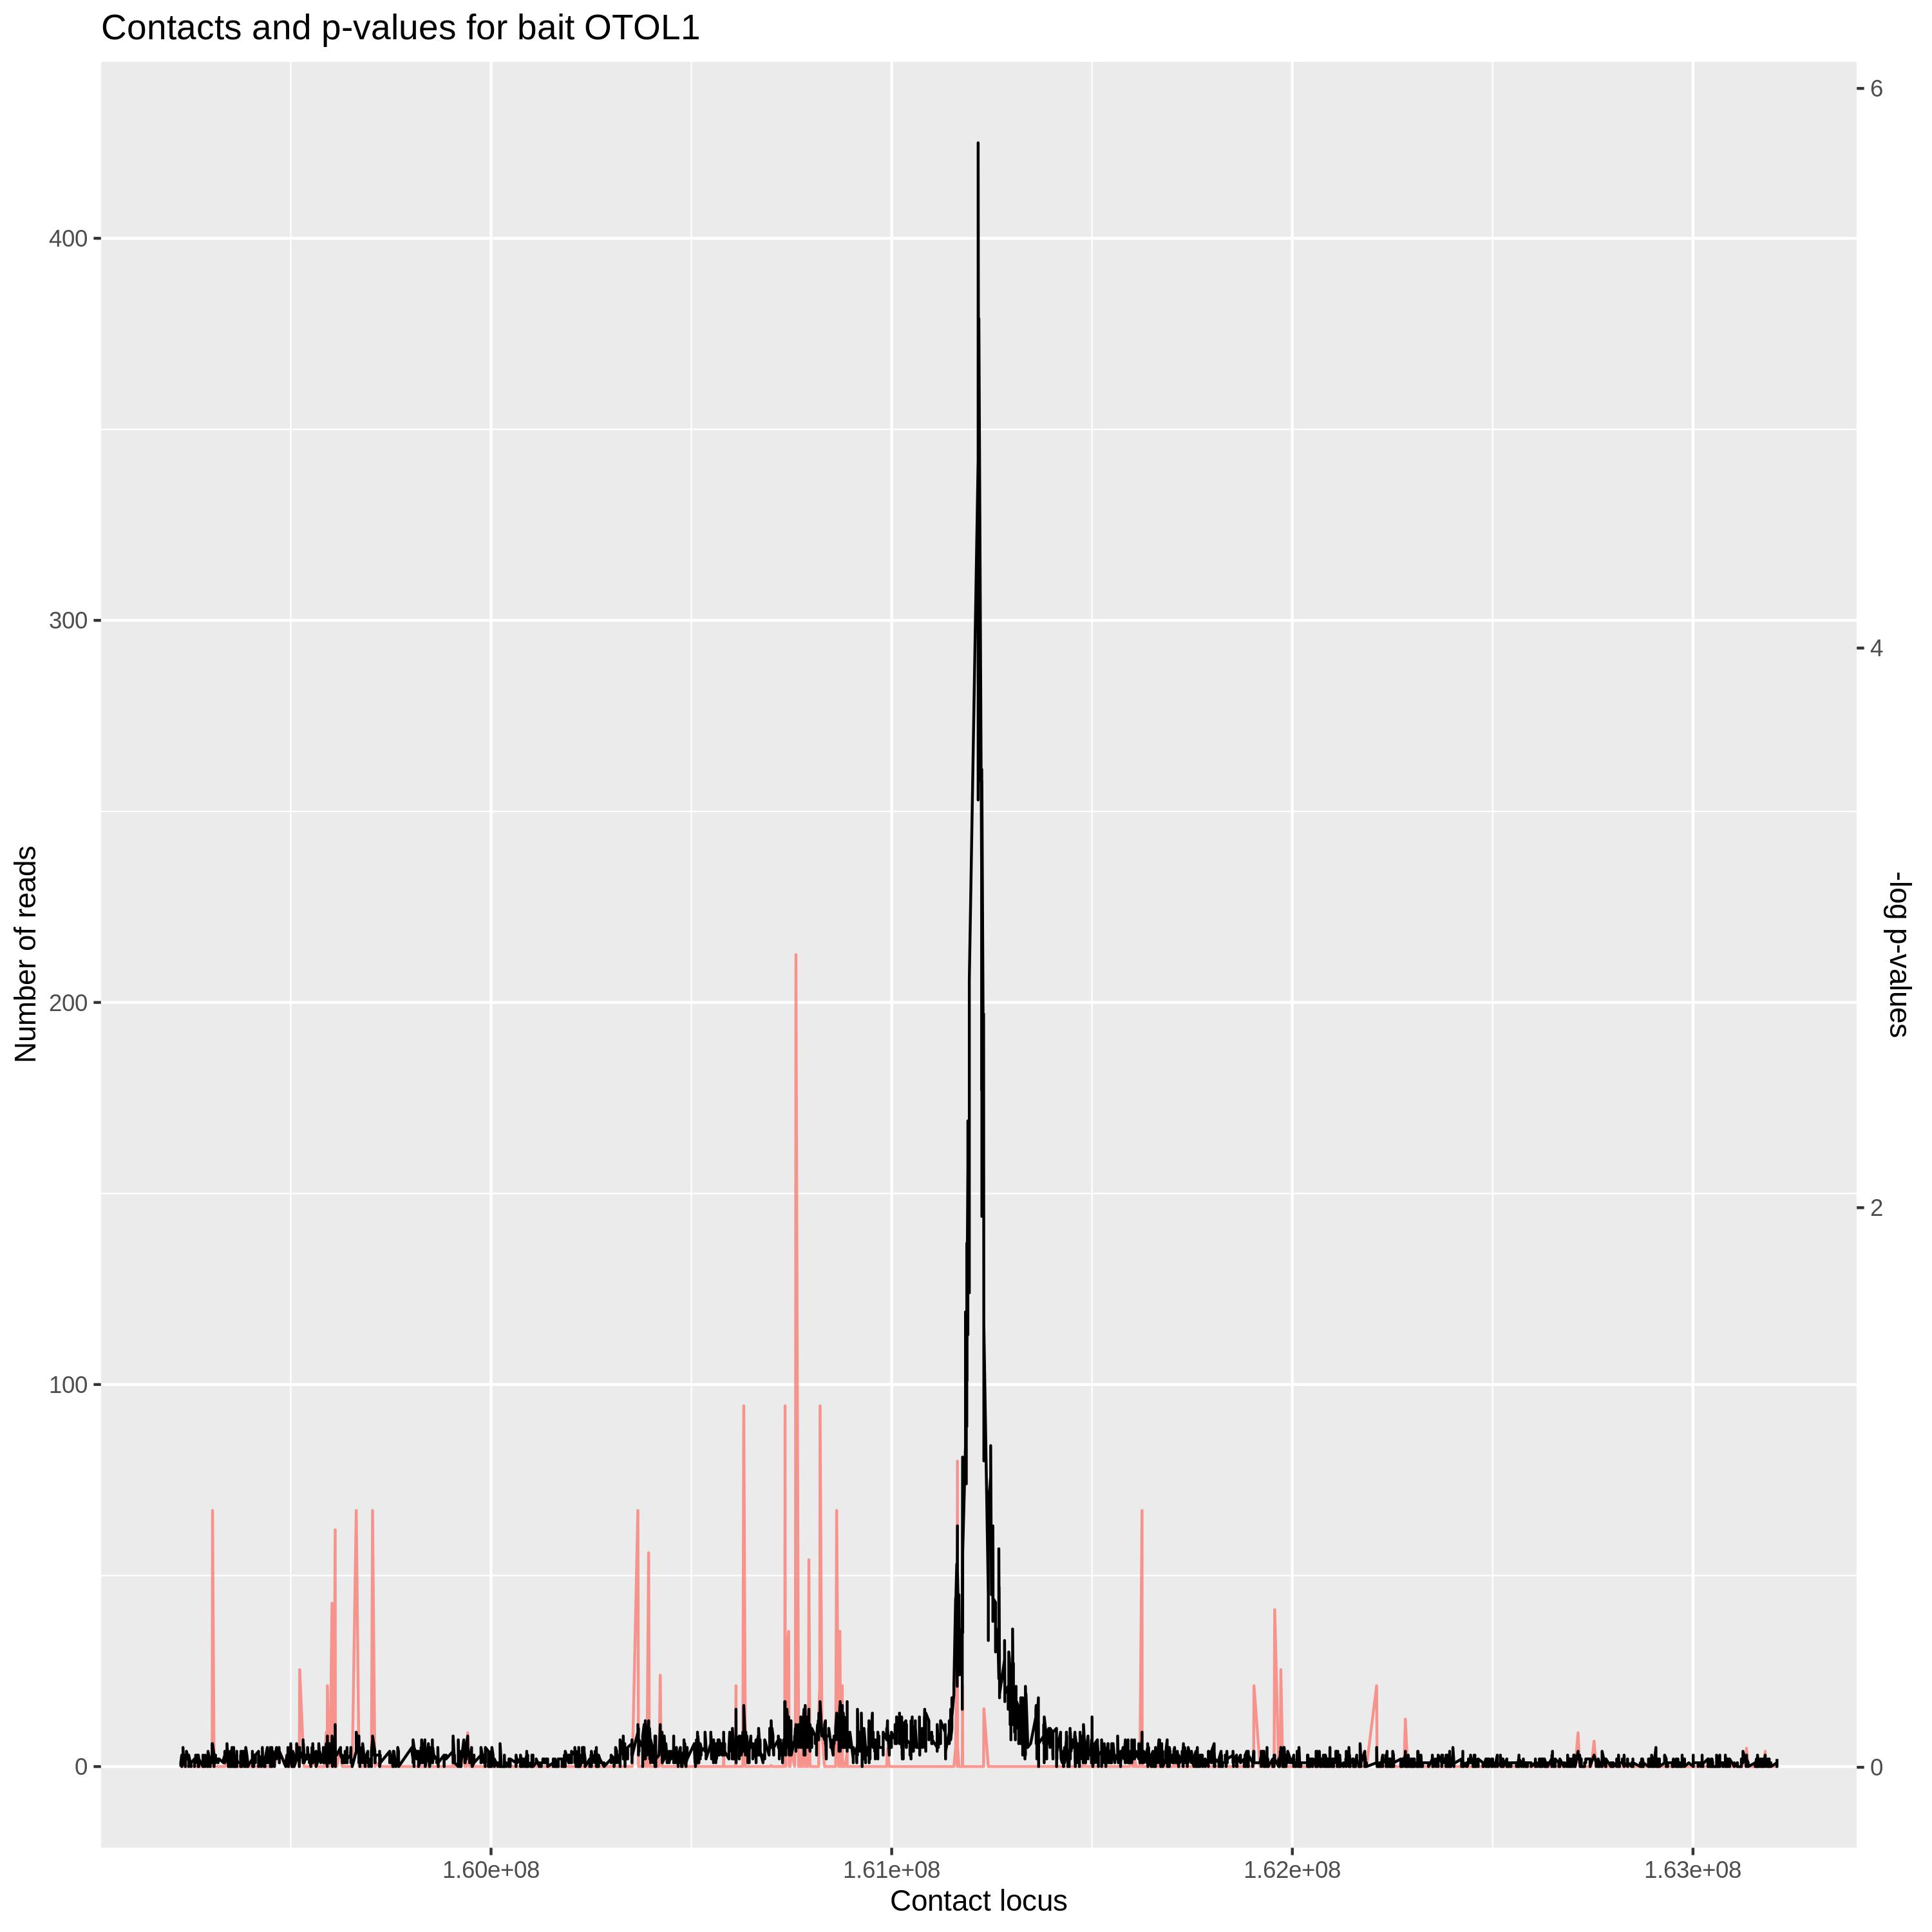 Contacts and p-values for bait OTOL1
6
400
4
300
Number of reads
-log p-values
200
2
100
0
0
1.60e+08
1.61e+08
1.62e+08
1.63e+08
Contact locus